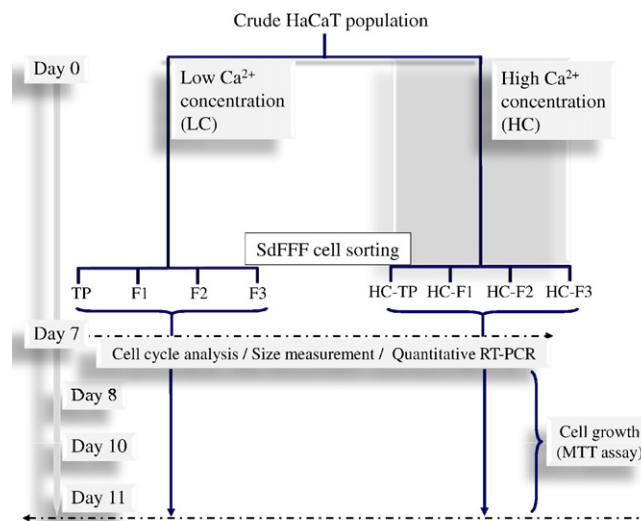 Crude HaCaT population
Day 0
Low Ca²⁺
concentration
(LC)
High Ca²⁺
concentration
(HC)
SdFFF cell sorting
TP F1 F2 F3
HC-TP HC-F1 HC-F2 HC-F3
Day 7
Cell cycle analysis / Size measurement / Quantitative RT-PCR
Day 8
Day 10
Day 11
Cell growth
(MTT assay)